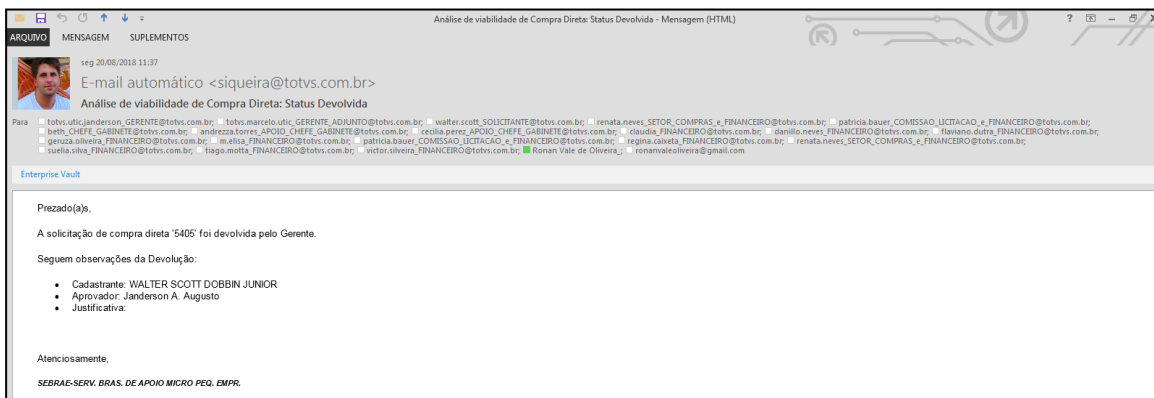 Análise de viabilidade de Compra Direta: Status Devolvida - Mensagem (HTML)
ARQUIVO MENSAGEM SUPLEMENTOS
seg 20/08/2018 11:37
E-mail automático <siqueira@totvs.com.br>
Análise de viabilidade de Compra Direta: Status Devolvida
Para totvs.utic.janderson_GERENTE@totvs.com.br; totvs.marcelo.utic_GERENTE_ADJUNTO@totvs.com.br; walter.scott_SOLICITANTE@totvs.com.br; renata.neves_SETOR_COMPRAS_e_FINANCEIRO@totvs.com.br; patricia.bauer_COMISSAO_LICITACAO_e_FINANCEIRO@totvs.com.br;
beth_CHEFE_GABINETE@totvs.com.br; andrezza.torres_APOIO_CHEFE_GABINETE@totvs.com.br; cecilia.perez_APOIO_CHEFE_GABINETE@totvs.com.br; claudia_FINANCEIRO@totvs.com.br; danillo.neves_FINANCEIRO@totvs.com.br; flaviano.dutra_FINANCEIRO@totvs.com.br;
geruza.oliveira_FINANCEIRO@totvs.com.br; m.elisa_FINANCEIRO@totvs.com.br; patricia.bauer_COMISSAO_LICITACAO_e_FINANCEIRO@totvs.com.br; regina.caixeta_FINANCEIRO@totvs.com.br; renata.neves_SETOR_COMPRAS_e_FINANCEIRO@totvs.com.br;
suelia.silva_FINANCEIRO@totvs.com.br; tiago.motta_FINANCEIRO@totvs.com.br; victor.silveira_FINANCEIRO@totvs.com.br; Ronan Vale de Oliveira_; ronanvaleoliveira@gmail.com
Enterprise Vault
Prezado(a)s,
A solicitação de compra direta '5405' foi devolvida pelo Gerente.
Seguem observações da Devolução:
• Cadastrante: WALTER SCOTT DOBBIN JUNIOR
• Aprovador: Janderson A. Augusto
• Justificativa:
Atenciosamente,
SEBRAE-SERV. BRAS. DE APOIO MICRO PEQ. EMPR.